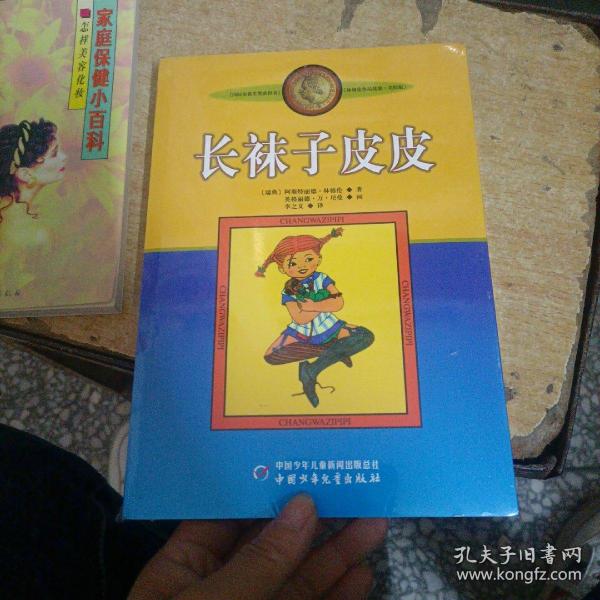 家庭保健小百科
怎样美容化妆
长袜子皮皮
〔瑞典〕阿斯特丽德·林格伦◆著
英格丽德·万·尼曼◆画
李之义◆译
CHANGWAZIPIPI
CHANGWAZIPIPI
CHANGWAZIPIPI
CHANGWAZIPIPI
中国少年儿童新闻出版总社
中国少年儿童出版社
孔夫子旧书网
www.kongfz.com